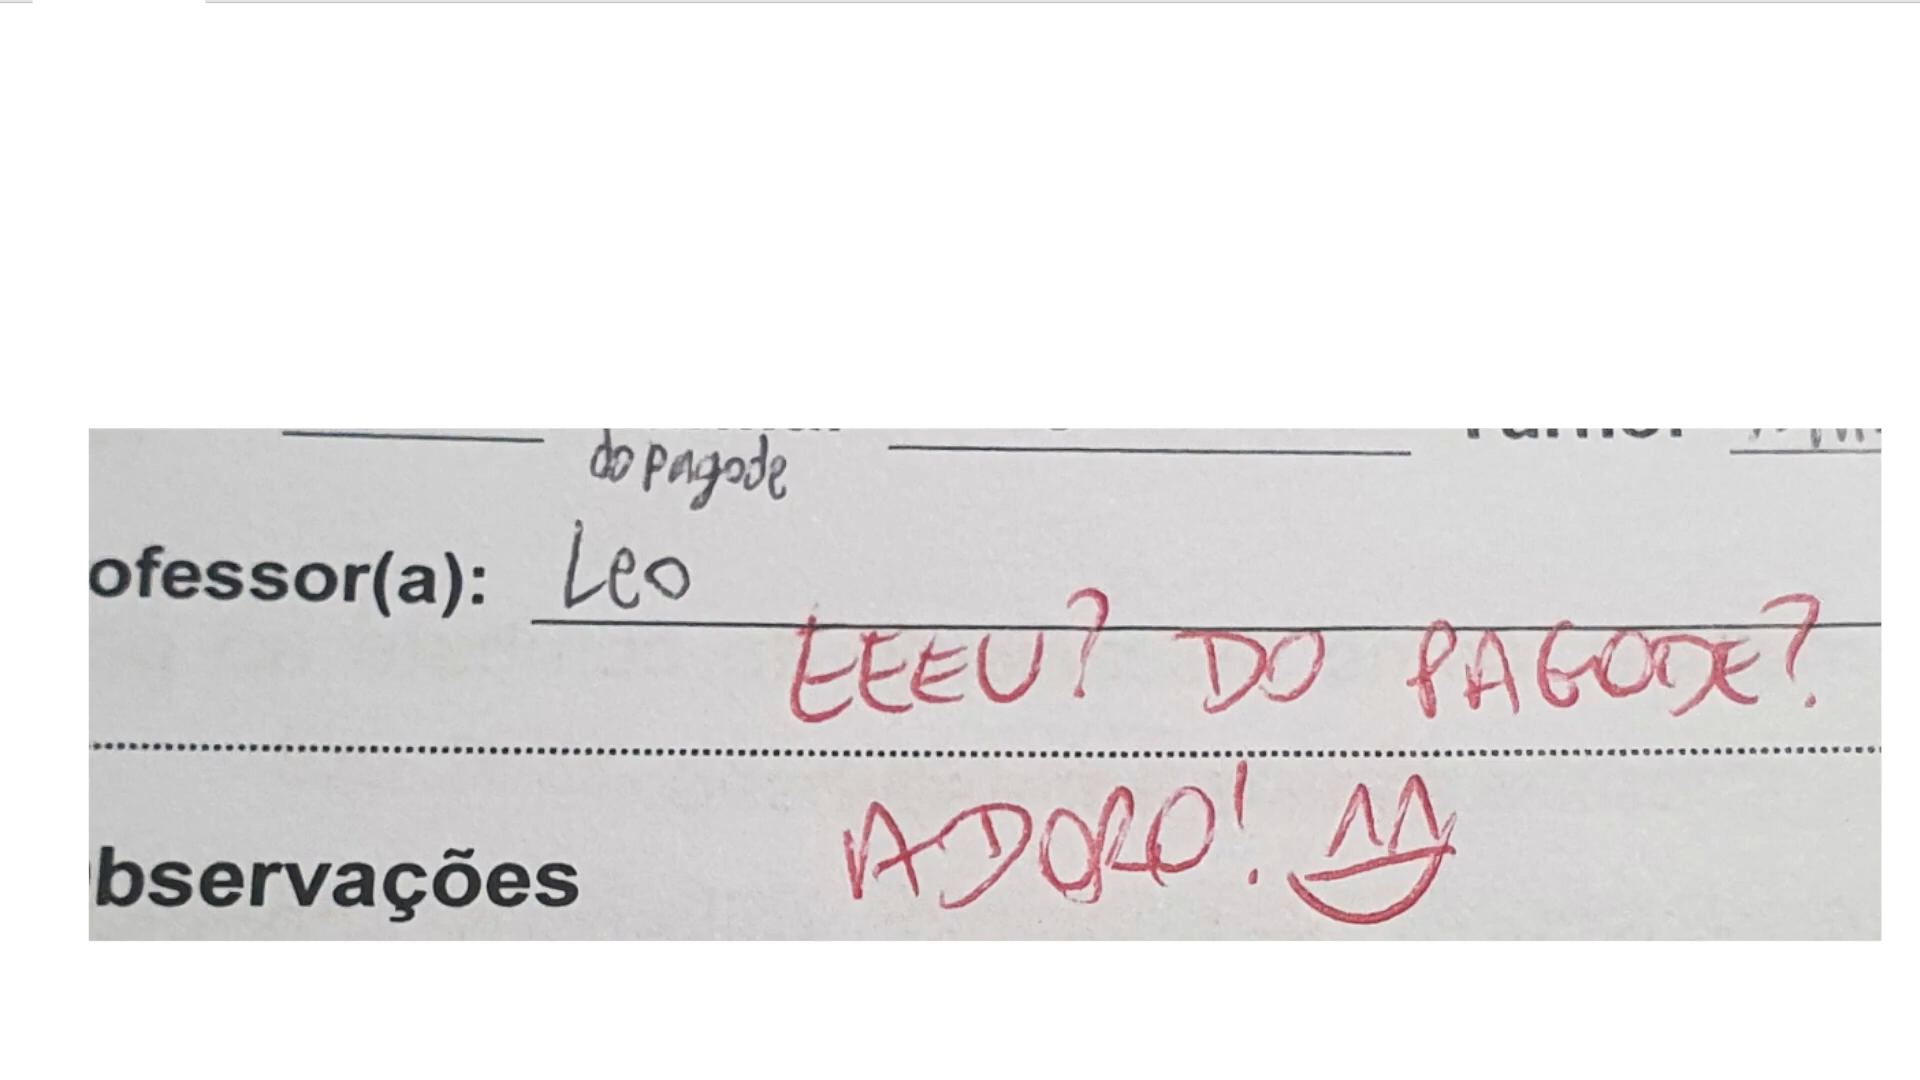 do pagode
ofessor(a): Leo
EEEU? DO PAGODE?
ADORO!
bservações